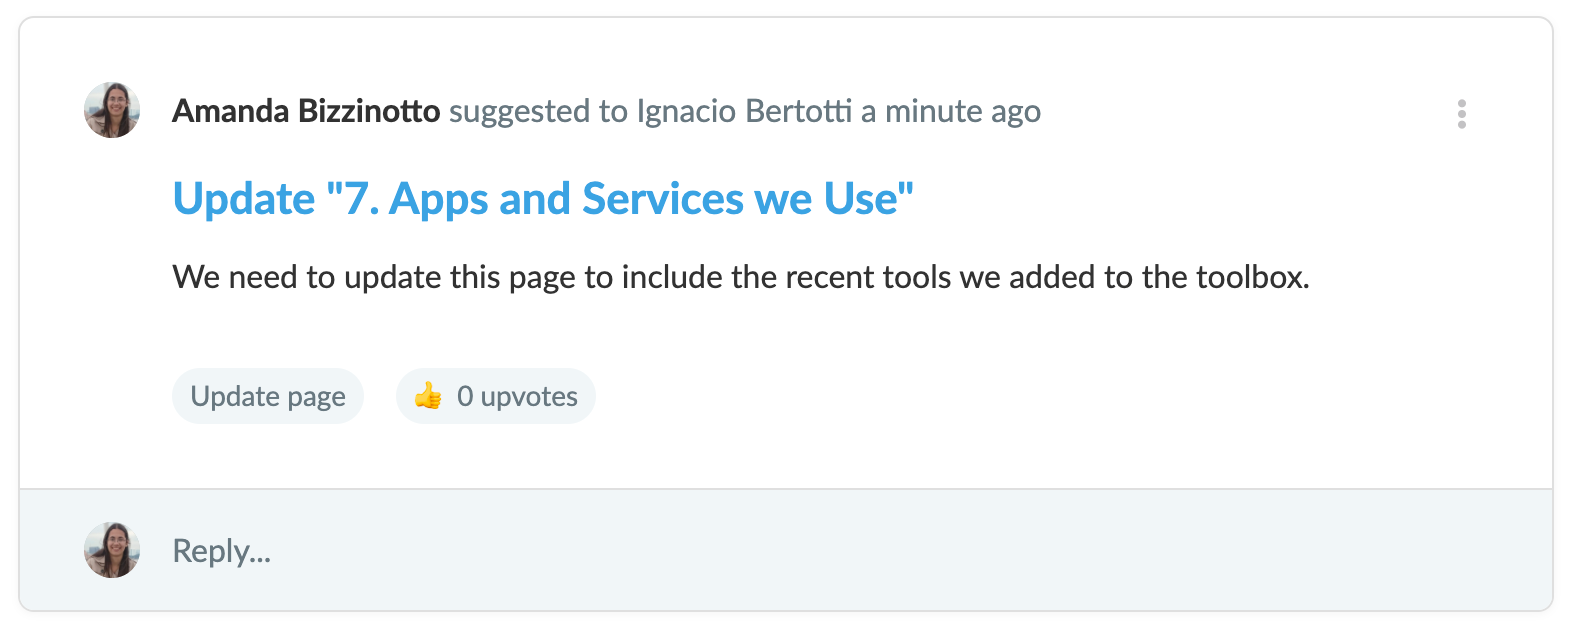 Amanda Bizzinotto suggested to Ignacio Bertotti a minute ago
Update "7. Apps and Services we Use"
We need to update this page to include the recent tools we added to the toolbox.
Update page 👍 0 upvotes
Reply...